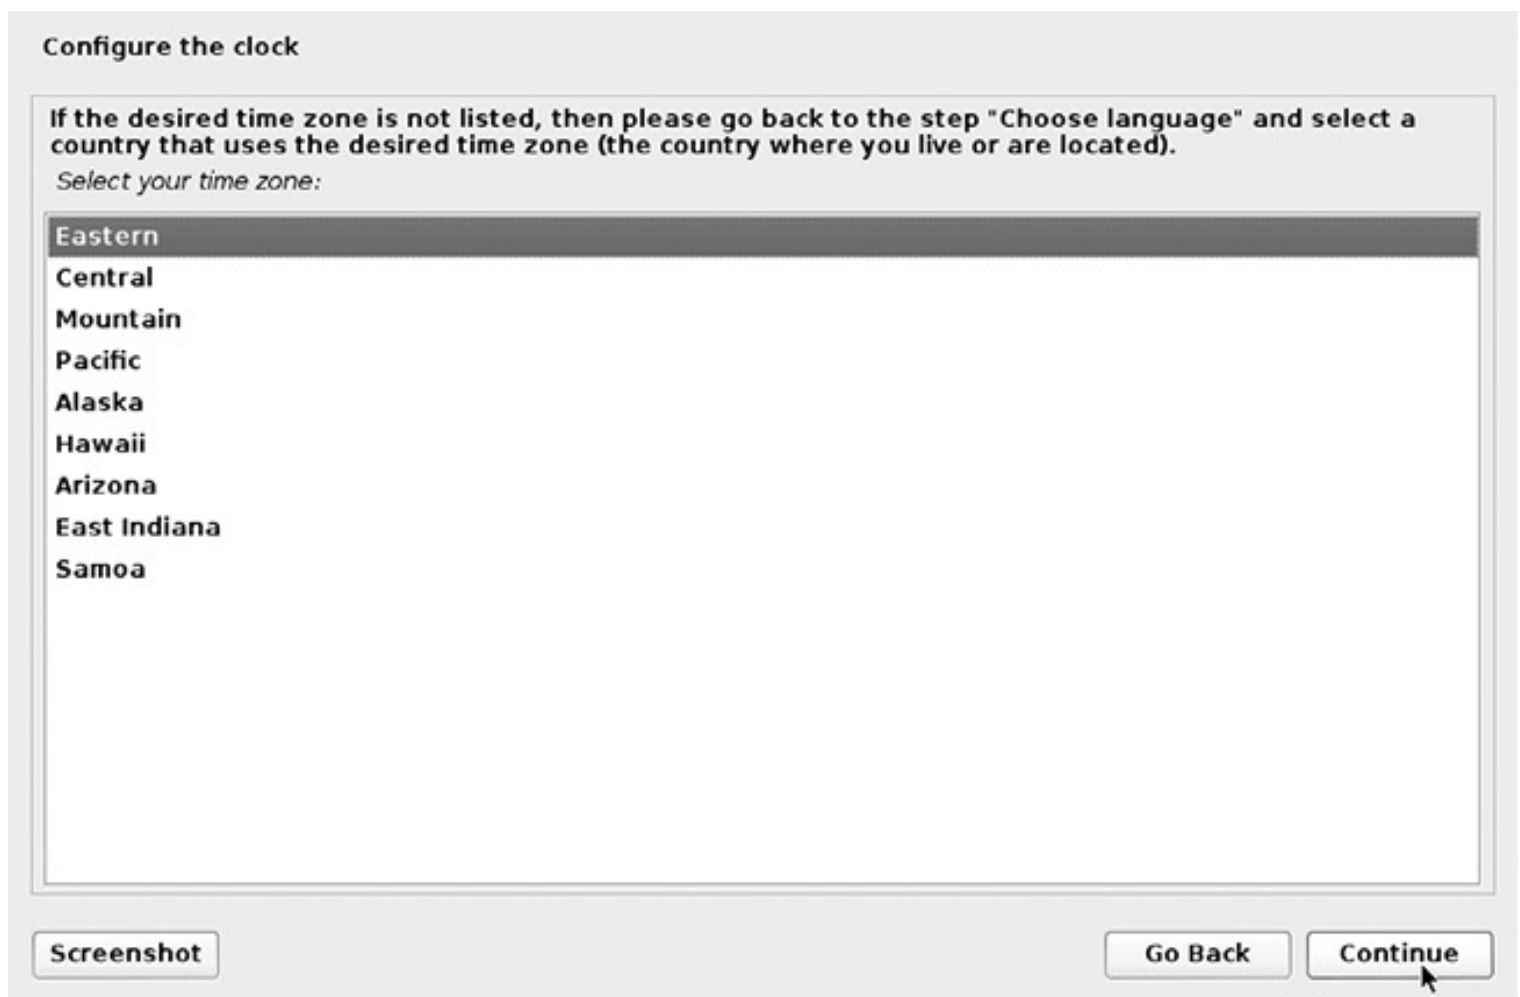 Configure the clock
If the desired time zone is not listed, then please go back to the step "Choose language" and select a
country that uses the desired time zone (the country where you live or are located).
Select your time zone:
Eastern
Central
Mountain
Pacific
Alaska
Hawaii
Arizona
East Indiana
Samoa
Screenshot
Go Back
Continue